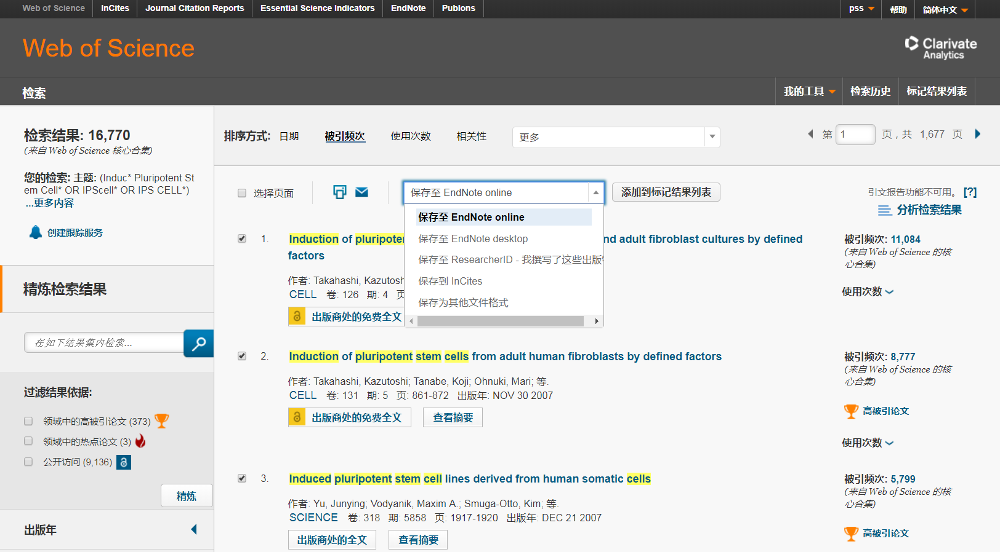 Web of Science InCites Journal Citation Reports Essential Science Indicators EndNote Publons pss 帮助 简体中文
Web of Science
Clarivate
Analytics
检索 我的工具 检索历史 标记结果列表
检索结果: 16,770
(来自 Web of Science 核心合集)
您的检索: 主题: (Induc* Pluripotent St
em Cell* OR IPScell* OR IPS CELL*)
...更多内容
创建跟踪服务
精炼检索结果
在如下结果集内检索...
过滤结果依据:
领域中的高被引论文 (373)
领域中的热点论文 (3)
公开访问 (9,136)
精炼
出版年
排序方式: 日期 被引频次 使用次数 相关性 更多
第 1 页 , 共 1,677 页
选择页面 保存至 EndNote online 添加到标记结果列表
引文报告功能不可用。 [?]
分析检索结果
保存至 EndNote online
保存至 EndNote desktop
保存至 ResearcherID - 我撰写了这些出版
保存到 InCites
保存为其他文件格式
1. Induction of pluripote nd adult fibroblast cultures by defined
factors
作者: Takahashi, Kazutosh
CELL 卷: 126 期: 4 页
出版商处的免费全文
被引频次: 11,084
(来自 Web of Science 的核
心合集)
使用次数
2. Induction of pluripotent stem cells from adult human fibroblasts by defined factors
作者: Takahashi, Kazutoshi; Tanabe, Koji; Ohnuki, Mari; 等.
CELL 卷: 131 期: 5 页: 861-872 出版年: NOV 30 2007
出版商处的免费全文 查看摘要
被引频次: 8,777
(来自 Web of Science 的核
心合集)
高被引论文
使用次数
3. Induced pluripotent stem cell lines derived from human somatic cells
作者: Yu, Junying; Vodyanik, Maxim A.; Smuga-Otto, Kim; 等.
SCIENCE 卷: 318 期: 5858 页: 1917-1920 出版年: DEC 21 2007
出版商处的全文 查看摘要
被引频次: 5,799
(来自 Web of Science 的核
心合集)
高被引论文